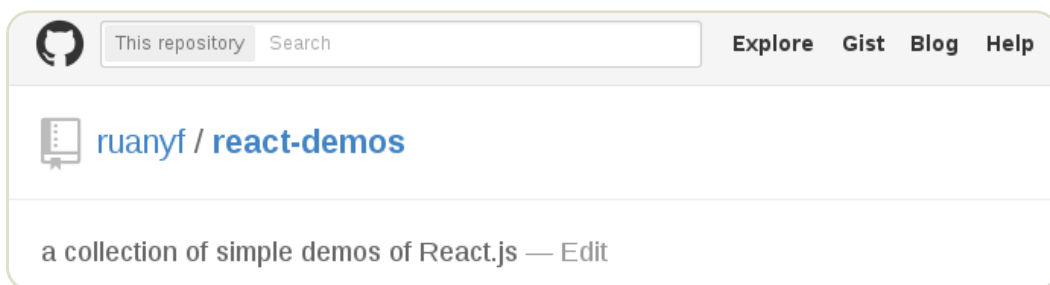 This repository Search Explore Gist Blog Help
ruanyf / react-demos
a collection of simple demos of React.js — Edit